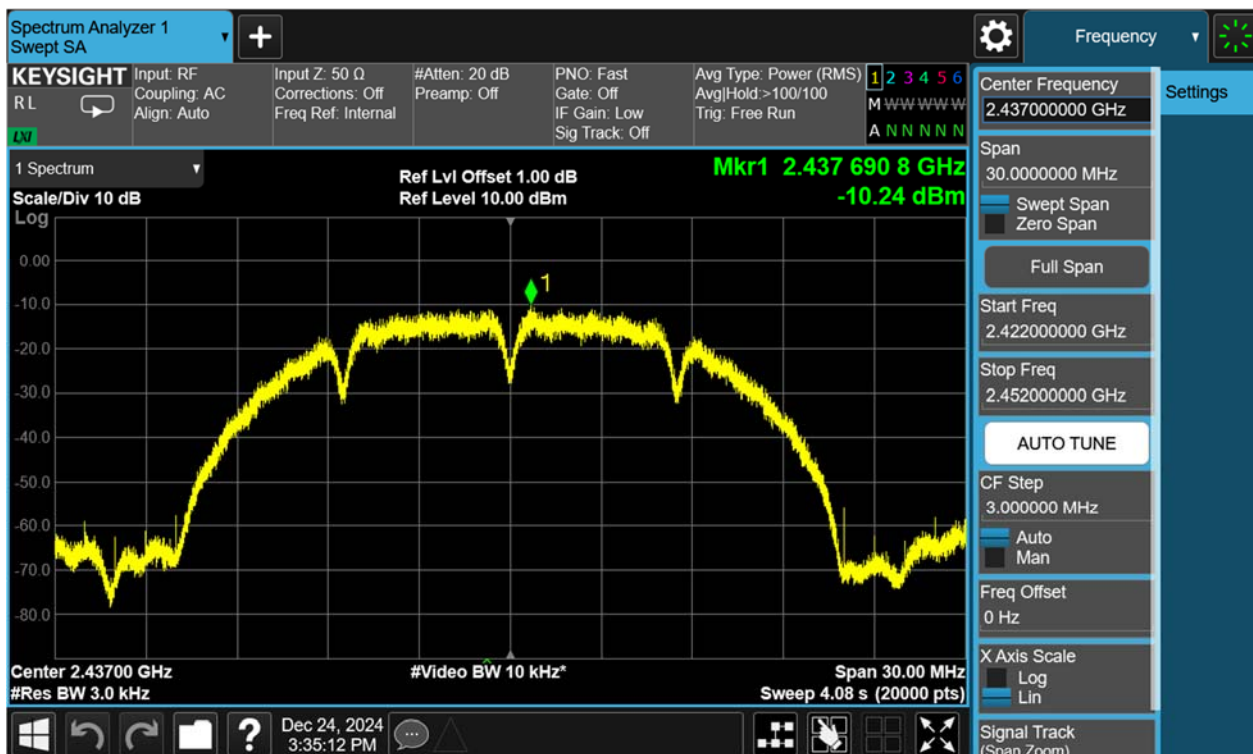 Spectrum Analyzer 1
Swept SA
Frequency
KEYSIGHT
R L
LXI
Input: RF
Coupling: AC
Align: Auto
Input Z: 50 Ω
Corrections: Off
Freq Ref: Internal
#Atten: 20 dB
Preamp: Off
PNO: Fast
Gate: Off
IF Gain: Low
Sig Track: Off
Avg Type: Power (RMS)
Avg|Hold:>100/100
Trig: Free Run
1 2 3 4 5 6
M W W W W W
A N N N N N
1 Spectrum
Scale/Div 10 dB
Log
Ref Lvl Offset 1.00 dB
Ref Level 10.00 dBm
Mkr1 2.437 690 8 GHz
-10.24 dBm
1
0.00
-10.0
-20.0
-30.0
-40.0
-50.0
-60.0
-70.0
-80.0
Center 2.43700 GHz
#Res BW 3.0 kHz
#Video BW 10 kHz*
Span 30.00 MHz
Sweep 4.08 s (20000 pts)
?
Dec 24, 2024
3:35:12 PM
Center Frequency
2.437000000 GHz
Span
30.0000000 MHz
Swept Span
Zero Span
Full Span
Start Freq
2.422000000 GHz
Stop Freq
2.452000000 GHz
AUTO TUNE
CF Step
3.000000 MHz
Auto
Man
Freq Offset
0 Hz
X Axis Scale
Log
Lin
Signal Track
(Span Zoom)
Settings